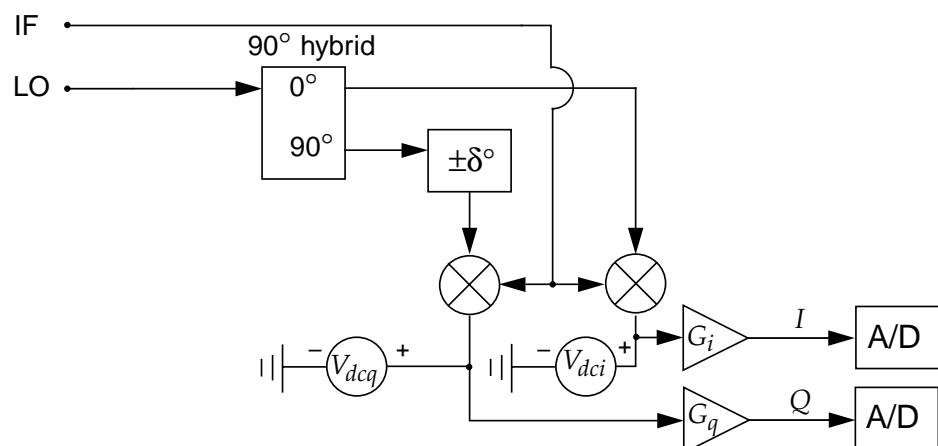 IF
90° hybrid
LO
0°
90°
±δ°
− V_dcq +
− V_dci +
G_i
I
A/D
G_q
Q
A/D